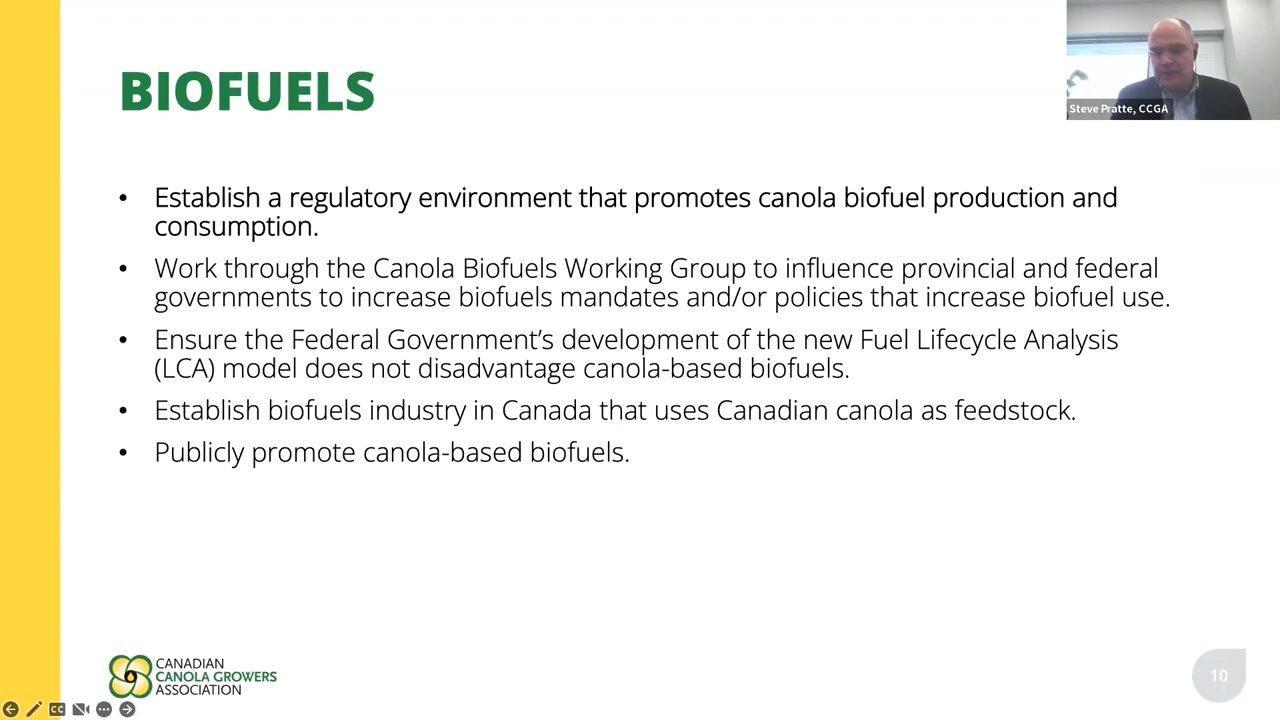 BIOFUELS
Steve Pratte, CCGA
• Establish a regulatory environment that promotes canola biofuel production and
consumption.
• Work through the Canola Biofuels Working Group to influence provincial and federal
governments to increase biofuels mandates and/or policies that increase biofuel use.
• Ensure the Federal Government’s development of the new Fuel Lifecycle Analysis
(LCA) model does not disadvantage canola-based biofuels.
• Establish biofuels industry in Canada that uses Canadian canola as feedstock.
• Publicly promote canola-based biofuels.
CANADIAN
CANOLA GROWERS
ASSOCIATION
10
CC